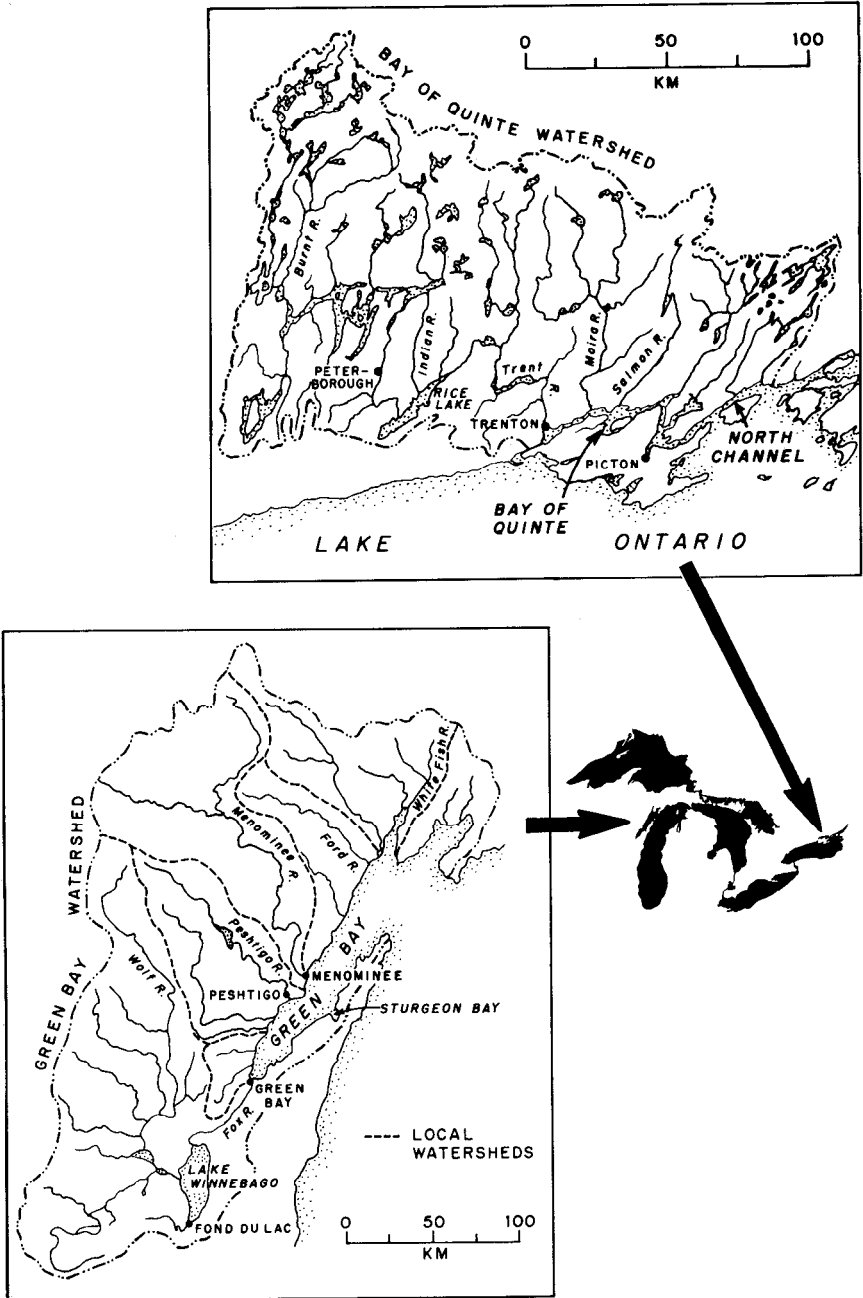 0 50 100
KM
BAY OF QUINTE WATERSHED
Burnt R.
Indian R.
Moira R.
Salmon R.
PETER-
BOROUGH
RICE
LAKE
Trent
R.
TRENTON
PICTON
NORTH
CHANNEL
BAY OF
QUINTE
LAKE ONTARIO
GREEN BAY WATERSHED
White Fish R.
Menominee R.
Ford R.
Peshtigo R.
Wolf R.
MENOMINEE
PESHTIGO
GREEN BAY
STURGEON BAY
GREEN
BAY
Fox R.
LOCAL
WATERSHEDS
LAKE
WINNEBAGO
FOND DU LAC
0 50 100
KM